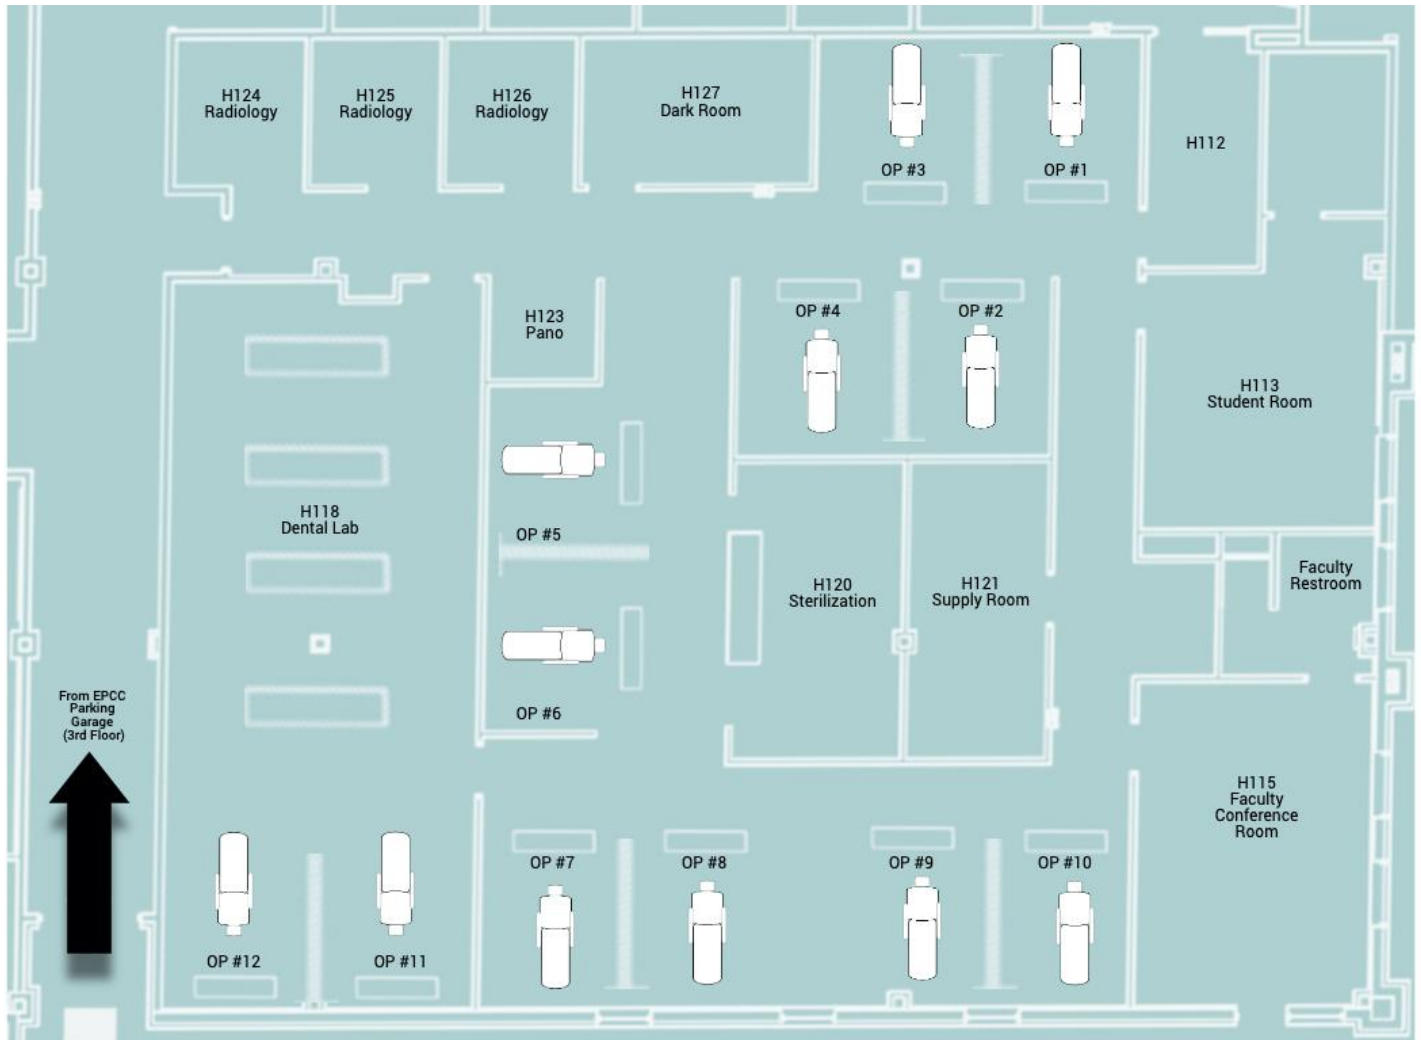 H124
Radiology
H125
Radiology
H126
Radiology
H127
Dark Room
OP #3
OP #1
H112
H123
Pano
OP #4
OP #2
H113
Student Room
OP #5
H118
Dental Lab
H120
Sterilization
H121
Supply Room
Faculty
Restroom
OP #6
From EPCC
Parking
Garage
(3rd Floor)
H115
Faculty
Conference
Room
OP #7
OP #8
OP #9
OP #10
OP #12
OP #11